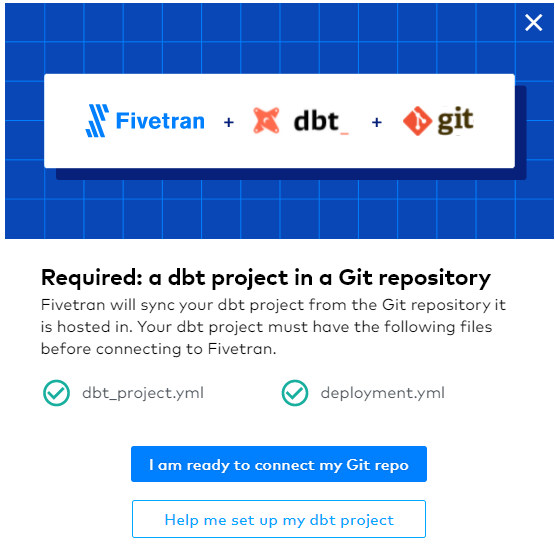 Fivetran + dbt_ + git
Required: a dbt project in a Git repository
Fivetran will sync your dbt project from the Git repository it
is hosted in. Your dbt project must have the following files
before connecting to Fivetran.
dbt_project.yml deployment.yml
I am ready to connect my Git repo
Help me set up my dbt project